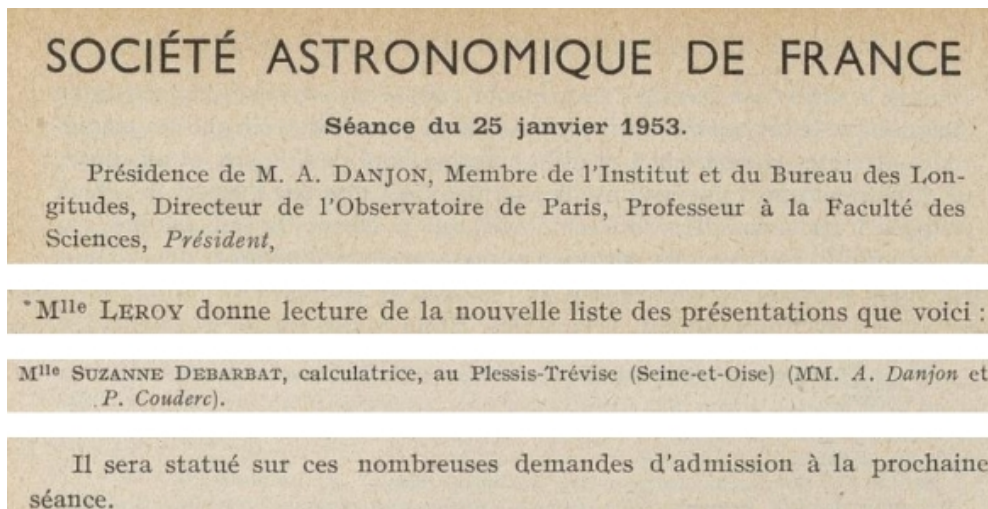 SOCIÉTÉ ASTRONOMIQUE DE FRANCE
Séance du 25 janvier 1953.
Présidence de M. A. DANJON, Membre de l'Institut et du Bureau des Lon-
gitudes, Directeur de l'Observatoire de Paris, Professeur à la Faculté des
Sciences, Président,
Mlle LEROY donne lecture de la nouvelle liste des présentations que voici :
Mlle SUZANNE DEBARBAT, calculatrice, au Plessis-Trévise (Seine-et-Oise) (MM. A. Danjon et
P. Couderc).
Il sera statué sur ces nombreuses demandes d'admission à la prochaine
séance.